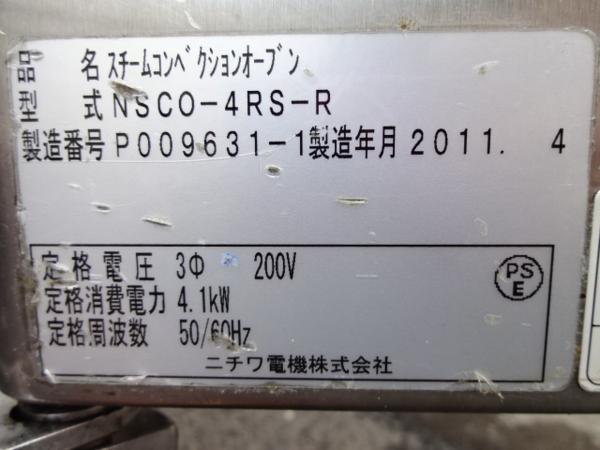 品 名 スチームコンベクションオーブン
型 式 NSCO-4RS-R
製造番号 P009631-1 製造年月 2011. 4
定格電圧 3Φ 200V
定格消費電力 4.1kW
定格周波数 50/60Hz
PS
E
ニチワ電機株式会社